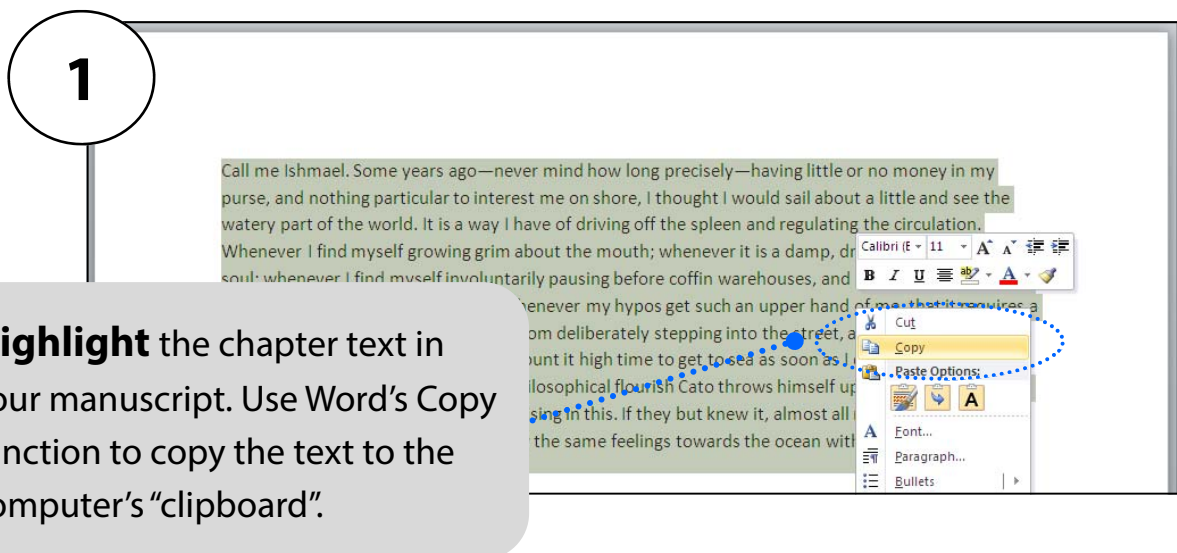 1
Call me Ishmael. Some years ago—never mind how long precisely—having little or no money in my
purse, and nothing particular to interest me on shore, I thought I would sail about a little and see the
watery part of the world. It is a way I have of driving off the spleen and regulating the circulation.
Whenever I find myself growing grim about the mouth; whenever it is a damp, dr
soul; whenever I find myself involuntarily pausing before coffin warehouses, and
henever my hypos get such an upper hand of me, that it requires a
om deliberately stepping into the street, a
ount it high time to get to sea as soon as I
ilosophical flourish Cato throws himself up
sing in this. If they but knew it, almost all
the same feelings towards the ocean with
Calibri (E 11 A A
B I U ab A
Cut
Copy
Paste Options:
A
A Font...
Paragraph...
Bullets
ighlight the chapter text in
our manuscript. Use Word’s Copy
nction to copy the text to the
omputer’s “clipboard”.